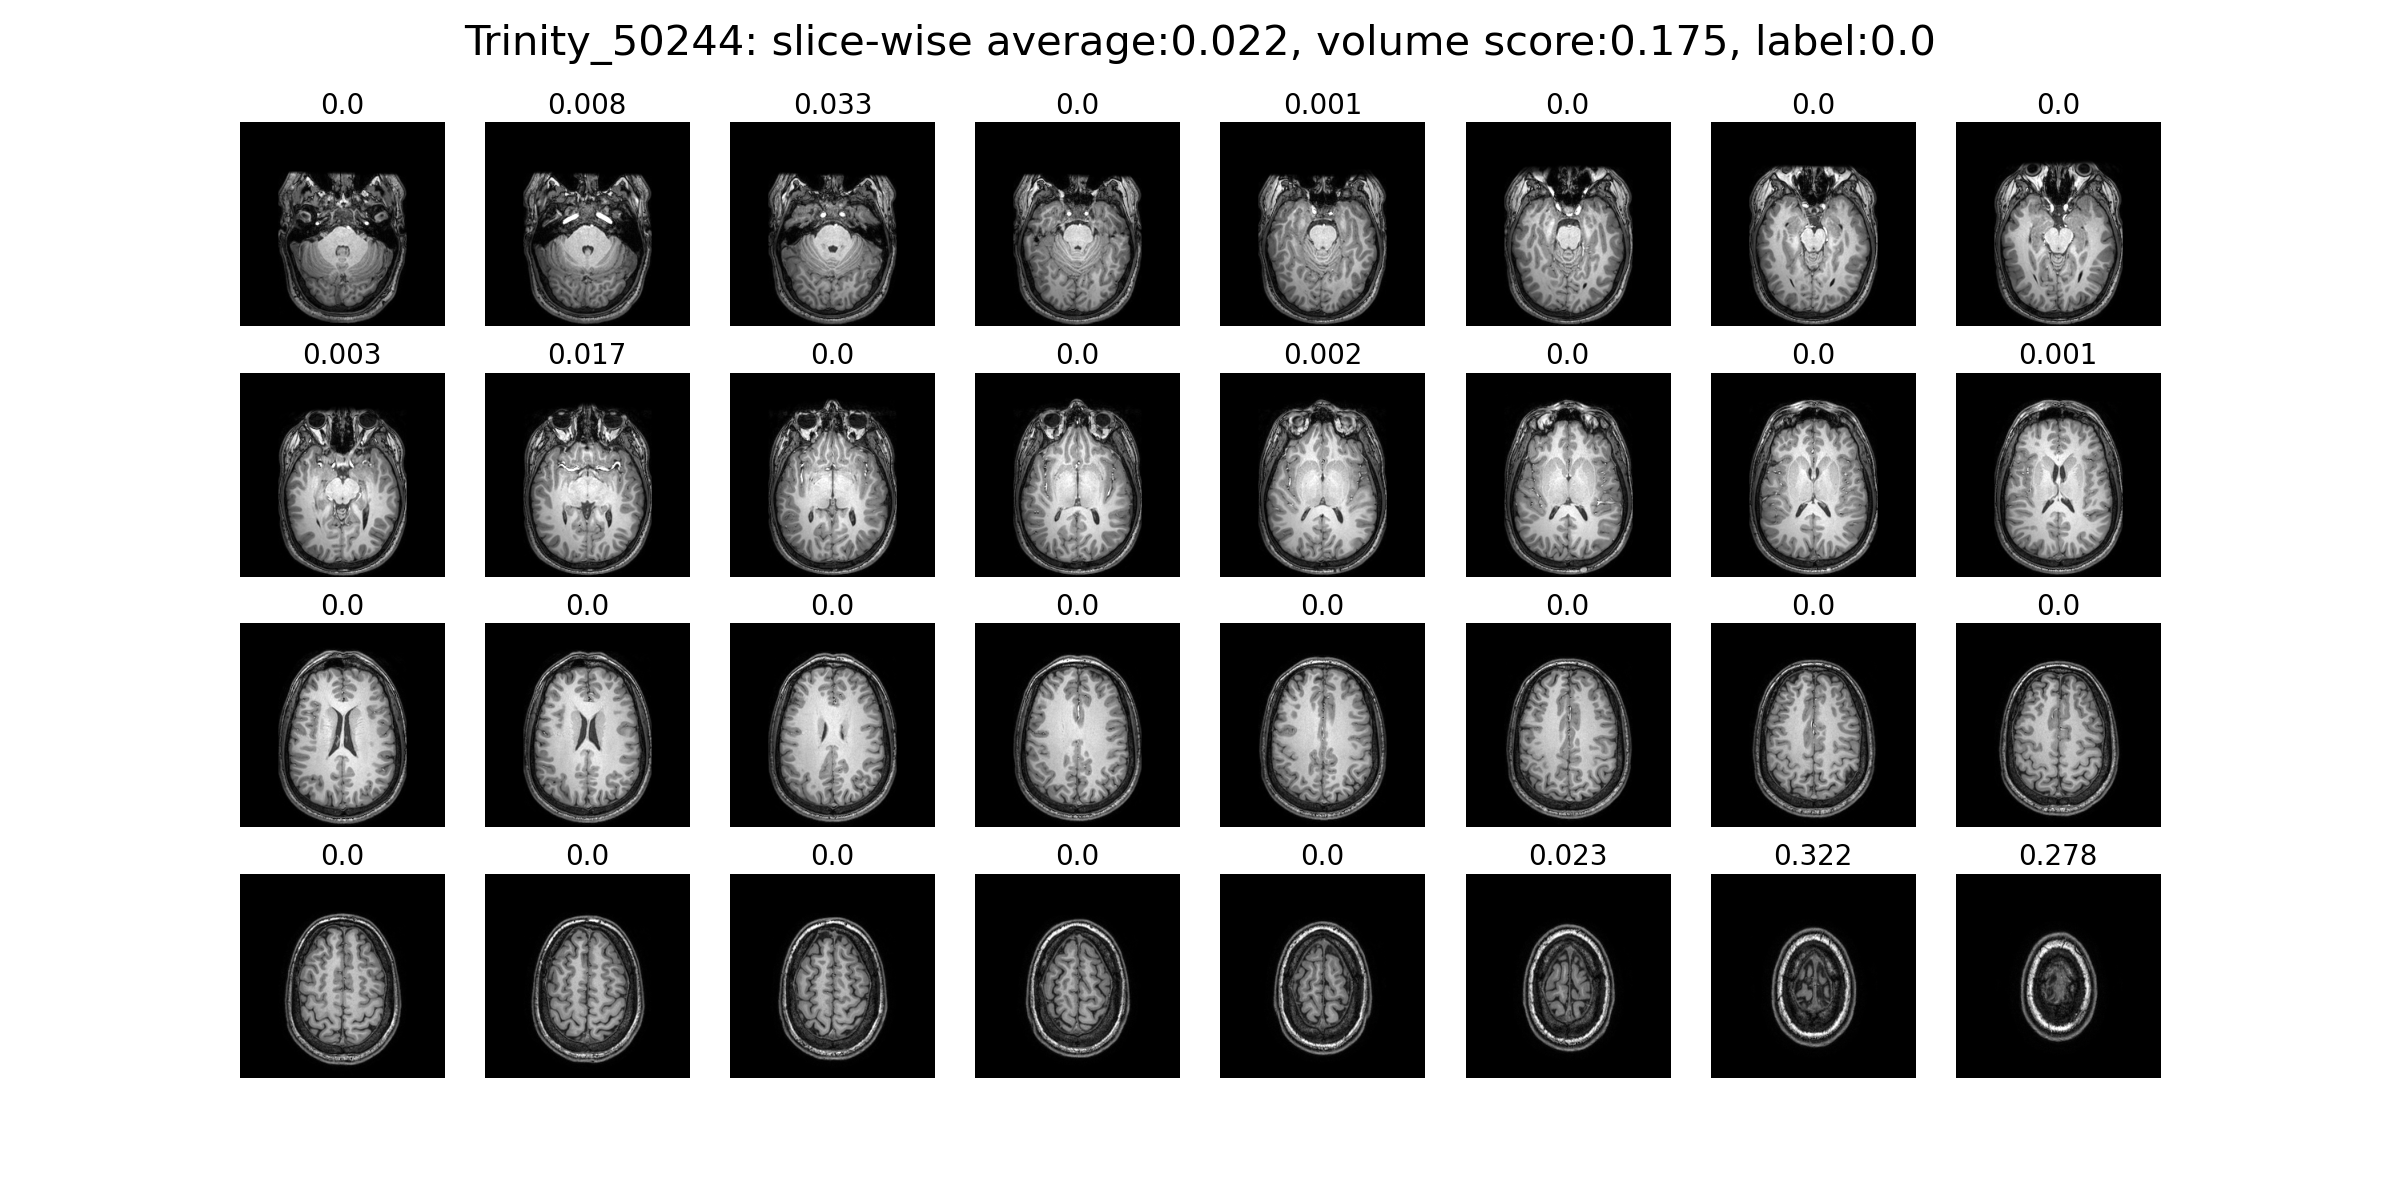 Trinity_50244: slice-wise average:0.022, volume score:0.175, label:0.0
0.0 0.008 0.033 0.0 0.001 0.0 0.0 0.0
0.003 0.017 0.0 0.0 0.002 0.0 0.0 0.001
0.0 0.0 0.0 0.0 0.0 0.0 0.0 0.0
0.0 0.0 0.0 0.0 0.0 0.023 0.322 0.278